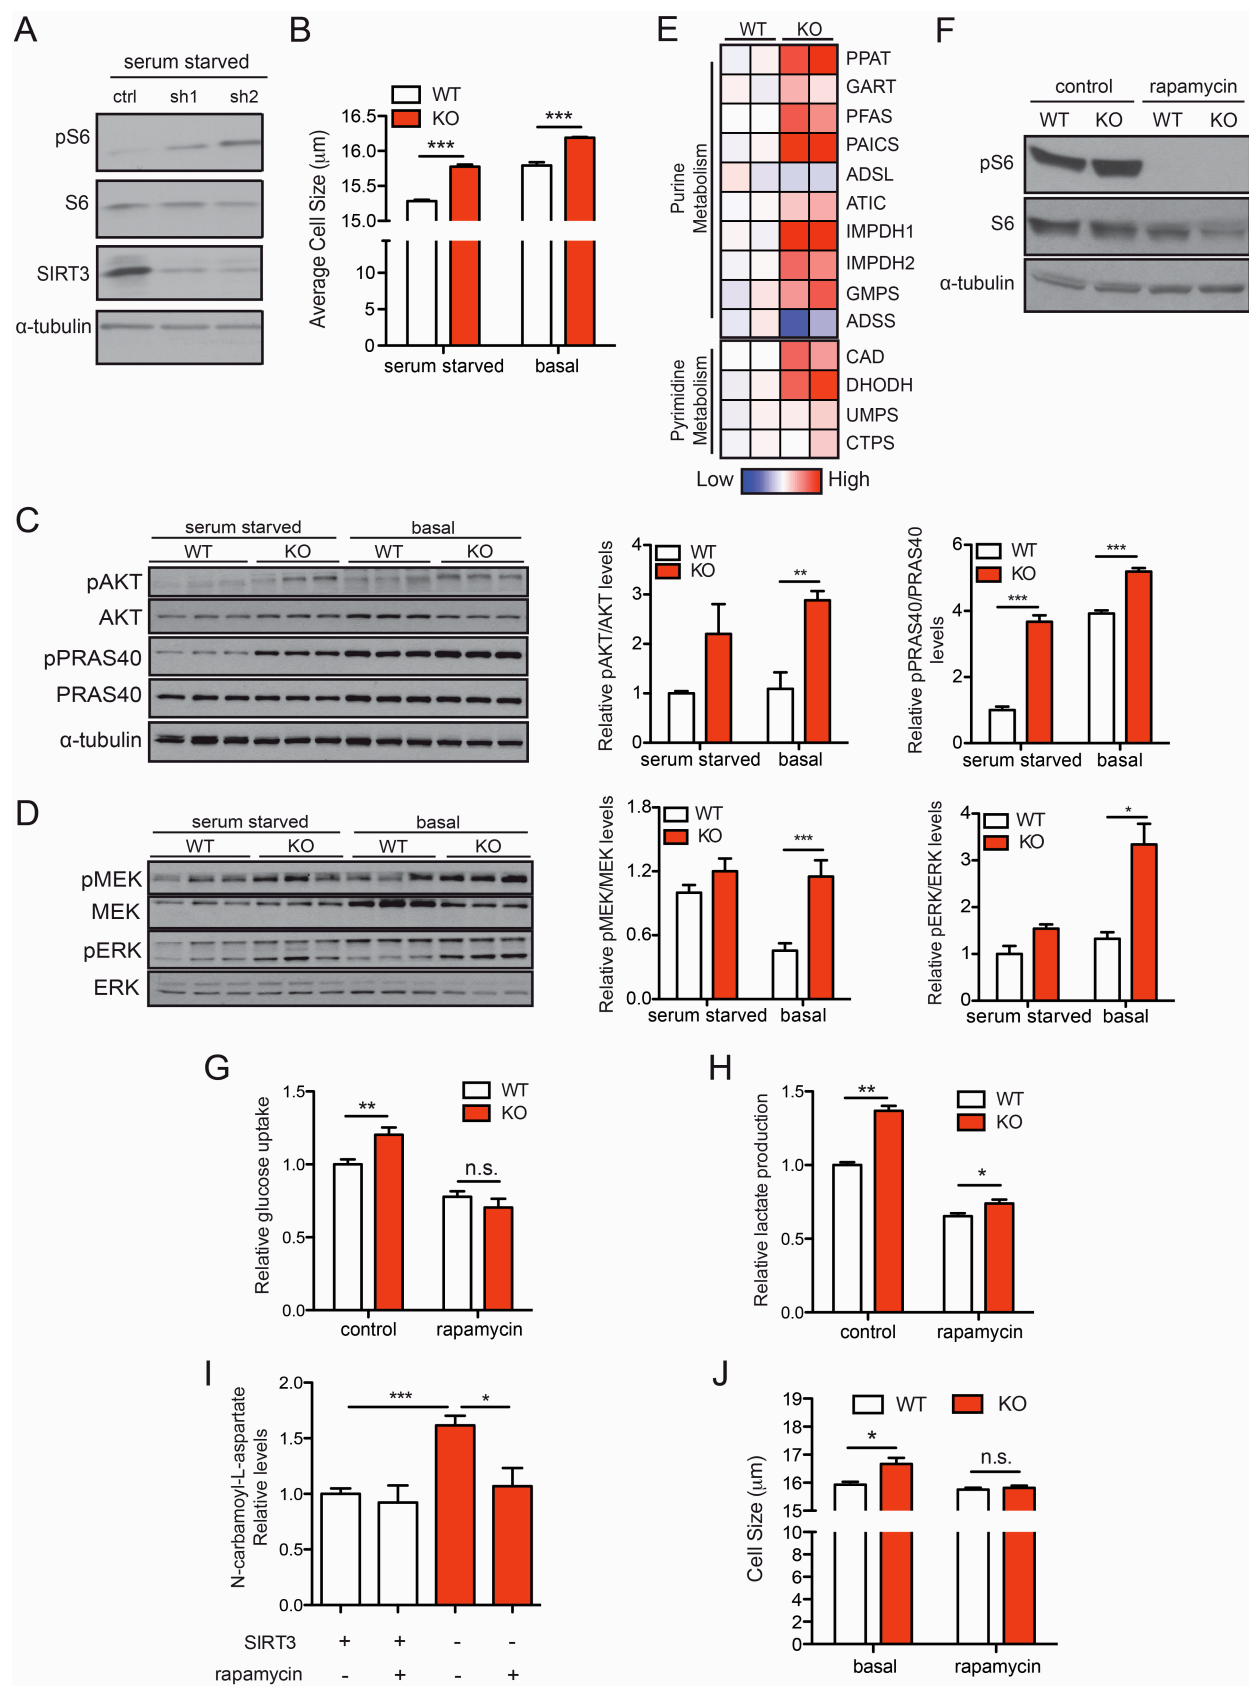 A
serum starved
ctrl sh1 sh2
pS6
S6
SIRT3
α-tubulin
B
WT
KO
Average Cell Size (µm)
16.5
16.0
15.5
15.0
10
5
0
***
***
serum starved basal
E
WT KO
Purine
Metabolism
PPAT
GART
PFAS
PAICS
ADSL
ATIC
IMPDH1
IMPDH2
GMPS
ADSS
Pyrimidine
Metabolism
CAD
DHODH
UMPS
CTPS
Low High
F
control rapamycin
WT KO WT KO
pS6
S6
α-tubulin
C
serum starved basal
WT KO WT KO
pAKT
AKT
pPRAS40
PRAS40
α-tubulin
Relative pAKT/AKT levels
4
3
2
1
0
WT
KO
**
serum starved basal
Relative pPRAS40/PRAS40
levels
6
4
2
0
WT
KO
***
***
serum starved basal
D
serum starved basal
WT KO WT KO
pMEK
MEK
pERK
ERK
Relative pMEK/MEK levels
1.8
1.2
0.6
0.0
WT
KO
***
serum starved basal
Relative pERK/ERK levels
4
3
2
1
0
WT
KO
*
serum starved basal
G
Relative glucose uptake
1.5
1.0
0.5
0.0
WT
KO
**
n.s.
control rapamycin
H
Relative lactate production
1.5
1.0
0.5
0.0
WT
KO
**
*
control rapamycin
I
N-carbamoyl-L-aspartate
Relative levels
2.0
1.5
1.0
0.5
0.0
*** *
SIRT3 + + - -
rapamycin - + - +
J
Cell Size (µm)
19
18
17
16
15
10
8
6
4
2
0
WT KO
*
n.s.
basal rapamycin